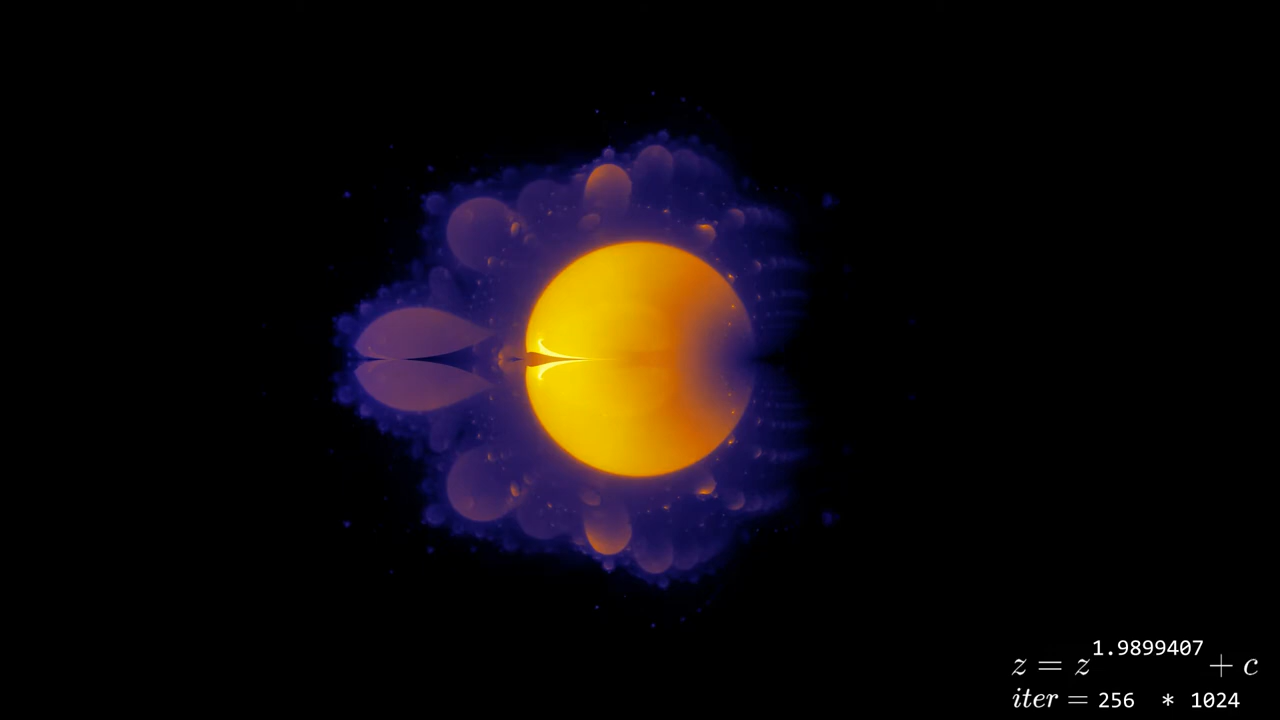 z = z^1.9899407 + c
iter = 256 * 1024